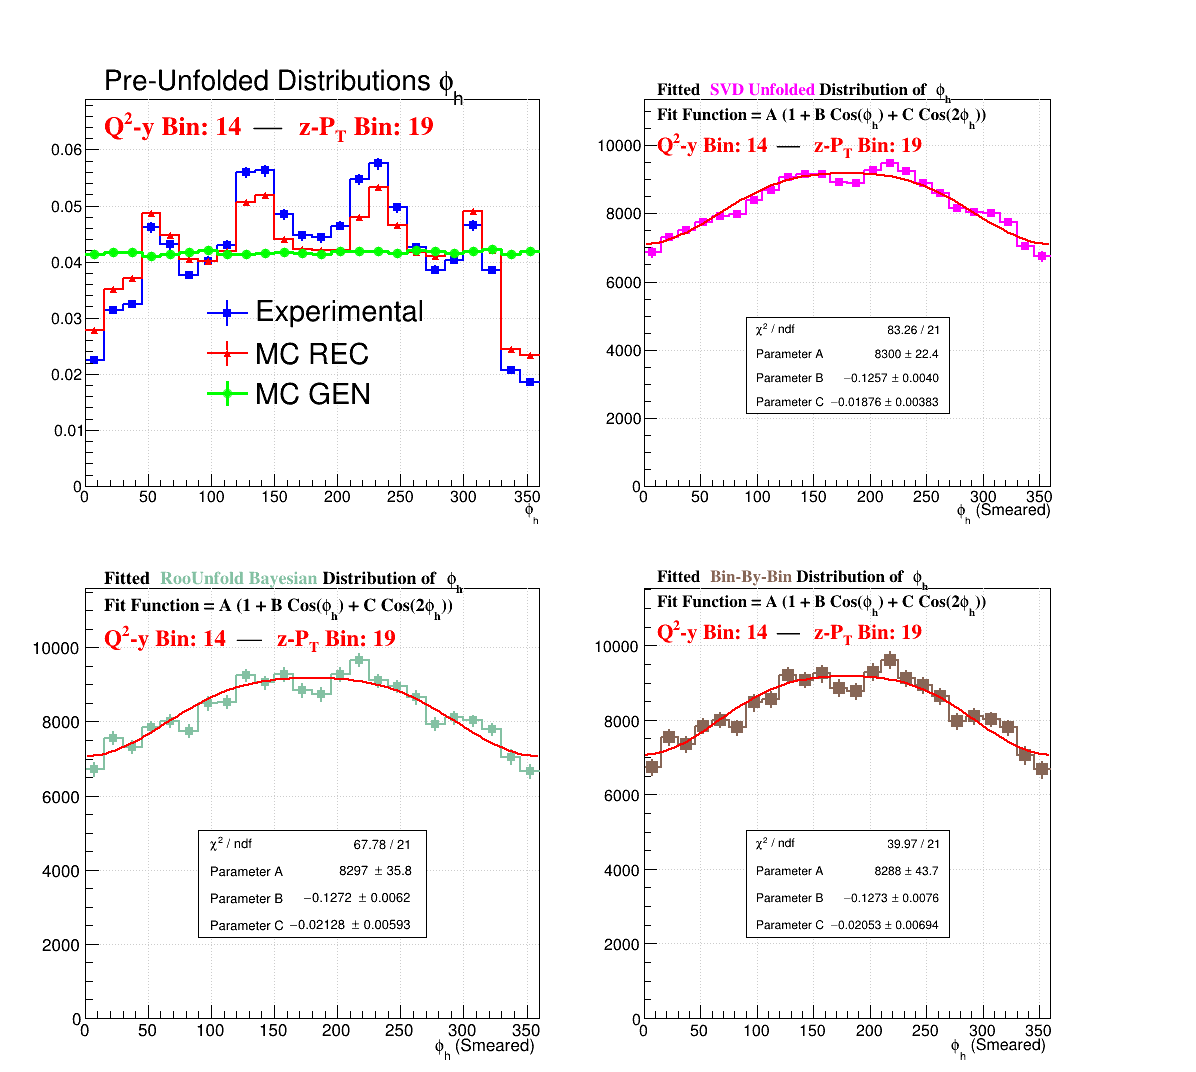 Pre-Unfolded Distributions ϕh
Q²-y Bin: 14 — z-PT Bin: 19
0.06
0.05
0.04
0.03
0.02
0.01
0
Experimental
MC REC
MC GEN
0 50 100 150 200 250 300 350
ϕh
Fitted SVD Unfolded Distribution of ϕh
Fit Function = A (1 + B Cos(ϕh) + C Cos(2ϕh))
Q²-y Bin: 14 — z-PT Bin: 19
10000
8000
6000
4000
2000
0
χ² / ndf 83.26 / 21
Parameter A 8300 ± 22.4
Parameter B −0.1257 ± 0.0040
Parameter C −0.01876 ± 0.00383
0 50 100 150 200 250 300 350
ϕh (Smeared)
Fitted RooUnfold Bayesian Distribution of ϕh
Fit Function = A (1 + B Cos(ϕh) + C Cos(2ϕh))
Q²-y Bin: 14 — z-PT Bin: 19
10000
8000
6000
4000
2000
0
χ² / ndf 67.78 / 21
Parameter A 8297 ± 35.8
Parameter B −0.1272 ± 0.0062
Parameter C −0.02128 ± 0.00593
0 50 100 150 200 250 300 350
ϕh (Smeared)
Fitted Bin-By-Bin Distribution of ϕh
Fit Function = A (1 + B Cos(ϕh) + C Cos(2ϕh))
Q²-y Bin: 14 — z-PT Bin: 19
10000
8000
6000
4000
2000
0
χ² / ndf 39.97 / 21
Parameter A 8288 ± 43.7
Parameter B −0.1273 ± 0.0076
Parameter C −0.02053 ± 0.00694
0 50 100 150 200 250 300 350
ϕh (Smeared)